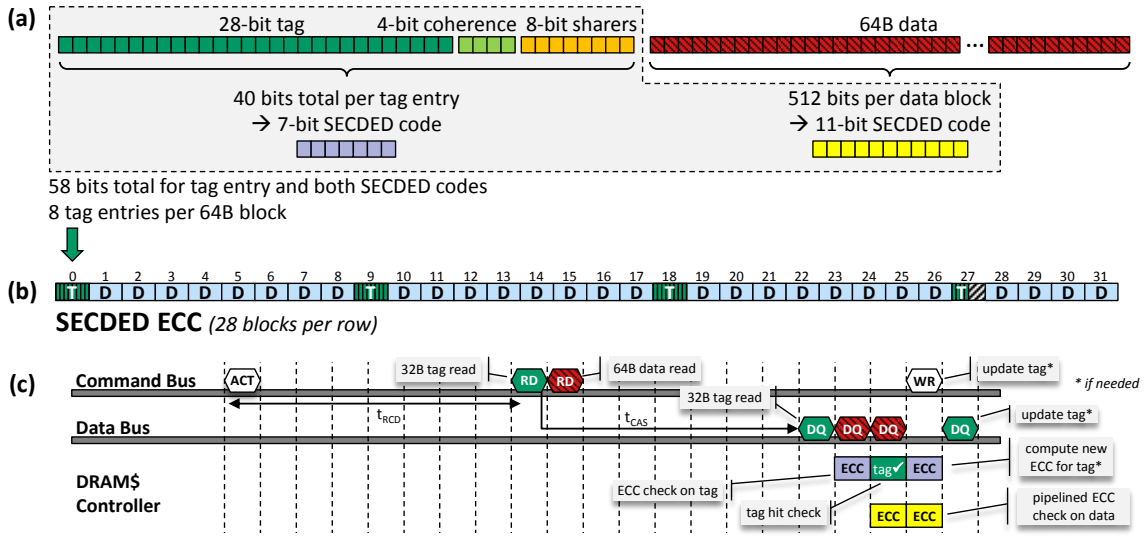 (a)
28-bit tag 4-bit coherence 8-bit sharers 64B data
...
40 bits total per tag entry
→ 7-bit SECDED code
512 bits per data block
→ 11-bit SECDED code
58 bits total for tag entry and both SECDED codes
8 tag entries per 64B block
0 1 2 3 4 5 6 7 8 9 10 11 12 13 14 15 16 17 18 19 20 21 22 23 24 25 26 27 28 29 30 31
(b) T D D D D D D D D T D D D D D D D D T D D D D D D D D T D D D D
SECDED ECC (28 blocks per row)
(c)
32B tag read
64B data read
Command Bus ACT RD RD WR
update tag*
* if needed
tRCD
32B tag read
tCAS
update tag*
Data Bus DQ DQ DQ DQ
DRAM$
Controller
ECC tag✓ ECC
compute new
ECC for tag*
ECC check on tag
tag hit check
ECC ECC
pipelined ECC
check on data